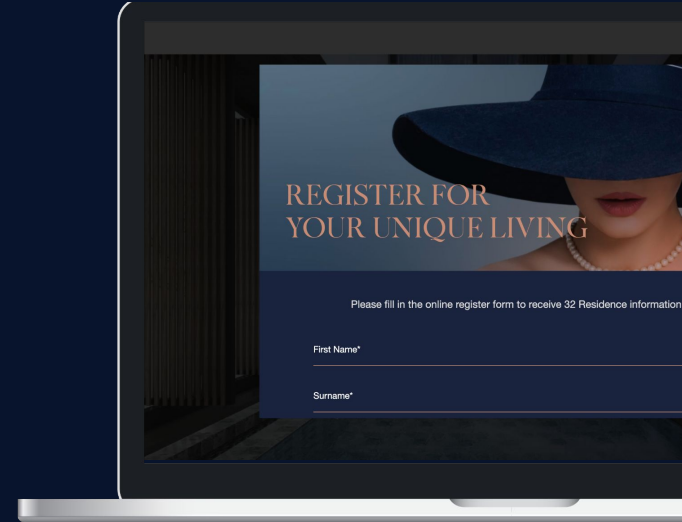 REGISTER FOR
YOUR UNIQUE LIVING
Please fill in the online register form to receive 32 Residence information
First Name*
Surname*